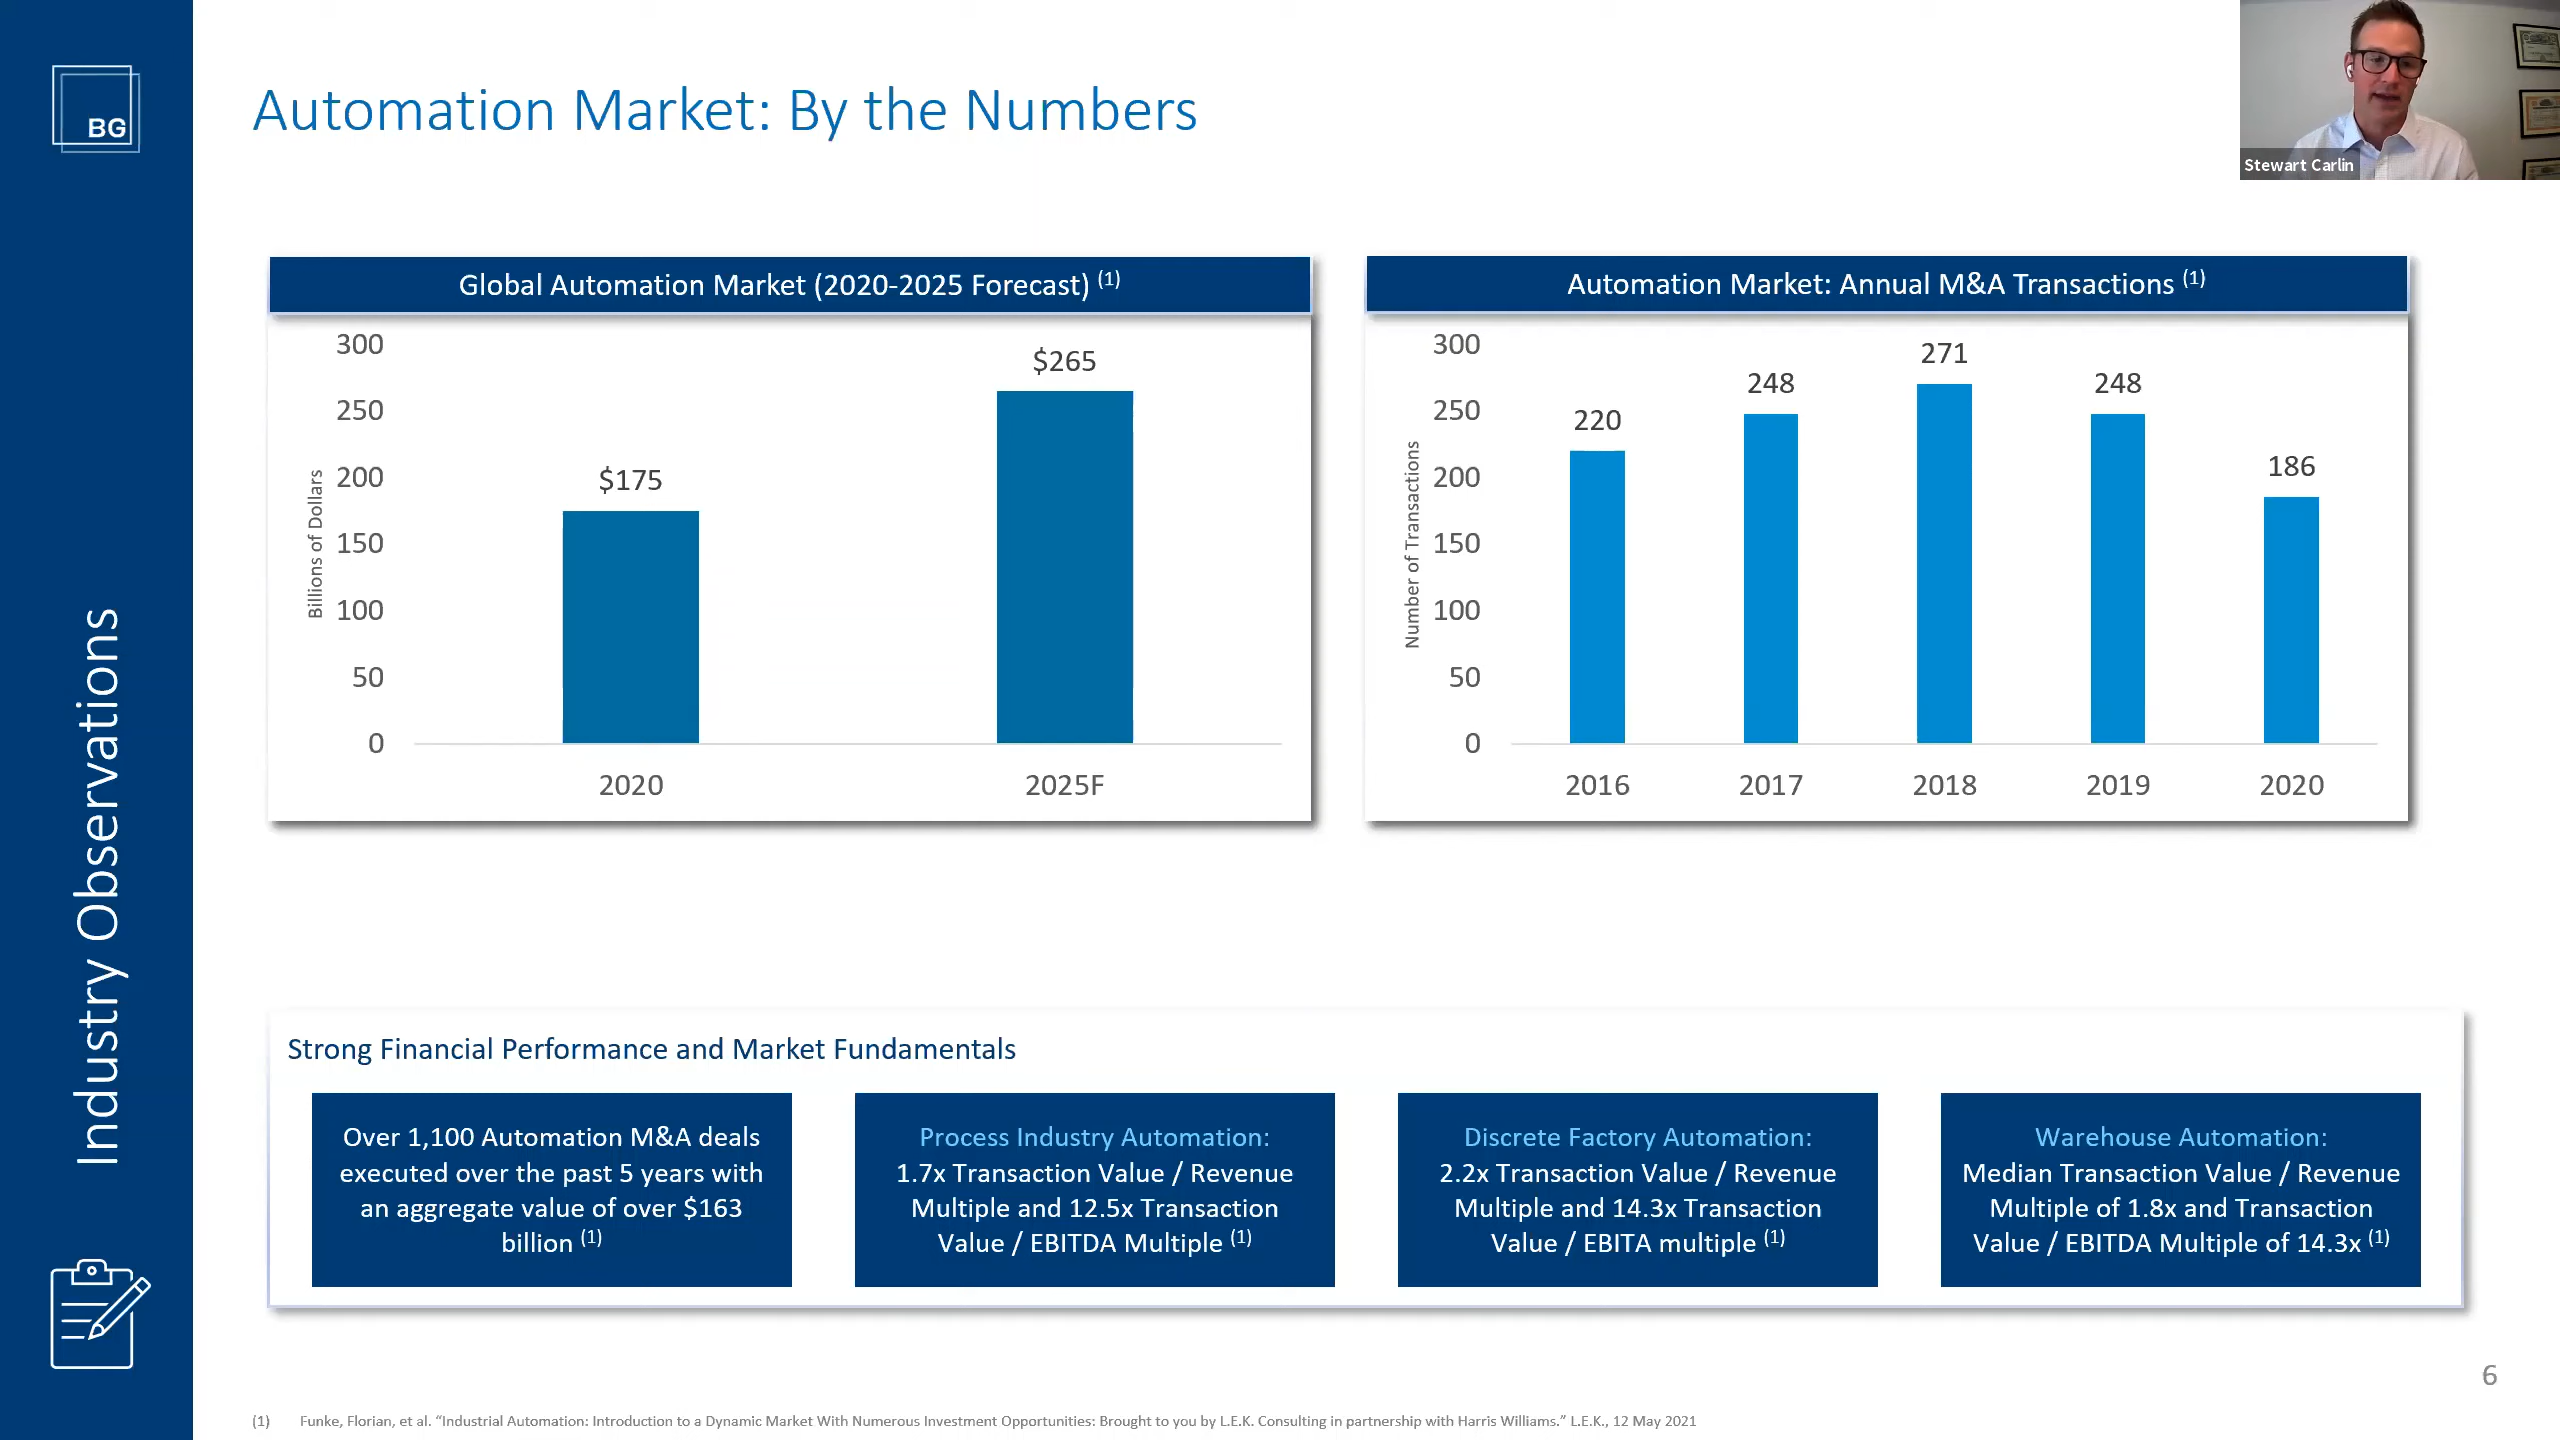 BG
Industry Observations
Automation Market: By the Numbers
Stewart Carlin
Global Automation Market (2020-2025 Forecast) (1)
Billions of Dollars
300
250
200
150
100
50
0
$175
$265
2020
2025F
Automation Market: Annual M&A Transactions (1)
Number of Transactions
300
250
200
150
100
50
0
220
248
271
248
186
2016
2017
2018
2019
2020
Strong Financial Performance and Market Fundamentals
Over 1,100 Automation M&A deals
executed over the past 5 years with
an aggregate value of over $163
billion (1)
Process Industry Automation:
1.7x Transaction Value / Revenue
Multiple and 12.5x Transaction
Value / EBITDA Multiple (1)
Discrete Factory Automation:
2.2x Transaction Value / Revenue
Multiple and 14.3x Transaction
Value / EBITA multiple (1)
Warehouse Automation:
Median Transaction Value / Revenue
Multiple of 1.8x and Transaction
Value / EBITDA Multiple of 14.3x (1)
6
(1) Funke, Florian, et al. “Industrial Automation: Introduction to a Dynamic Market With Numerous Investment Opportunities: Brought to you by L.E.K. Consulting in partnership with Harris Williams.” L.E.K., 12 May 2021